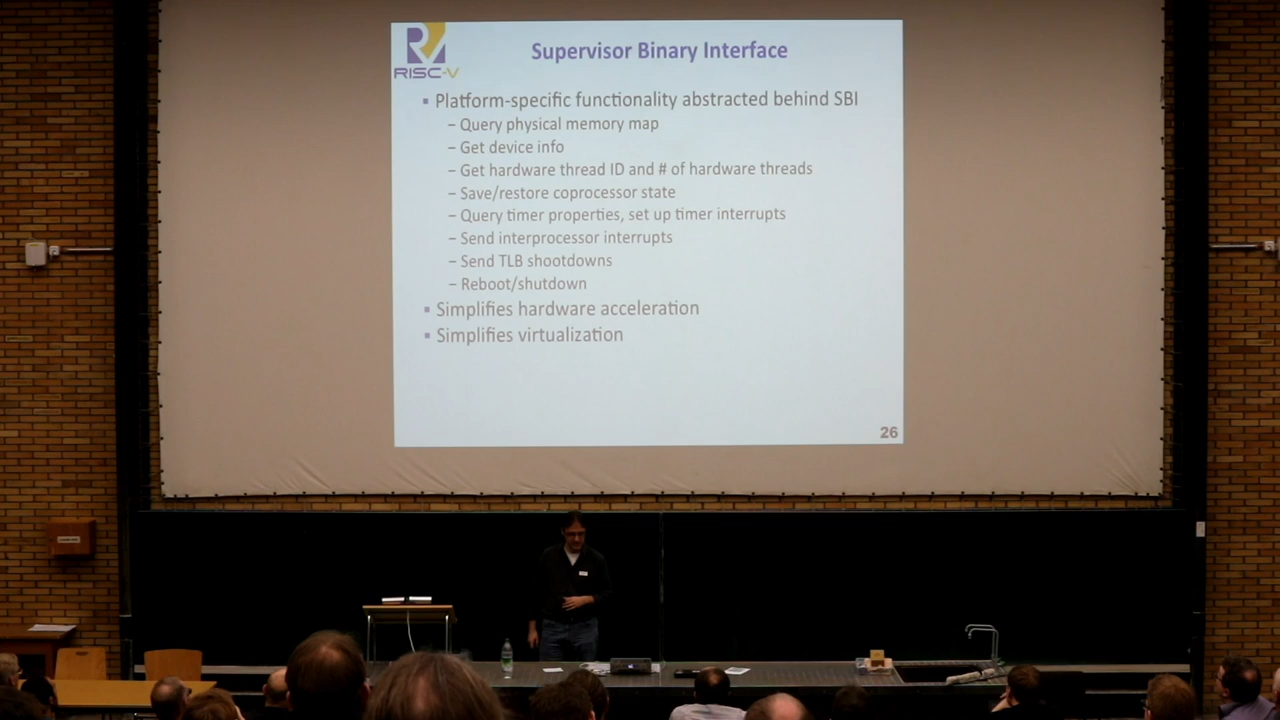 RISC-V
Supervisor Binary Interface
▪ Platform-specific functionality abstracted behind SBI
– Query physical memory map
– Get device info
– Get hardware thread ID and # of hardware threads
– Save/restore coprocessor state
– Query timer properties, set up timer interrupts
– Send interprocessor interrupts
– Send TLB shootdowns
– Reboot/shutdown
▪ Simplifies hardware acceleration
▪ Simplifies virtualization
26